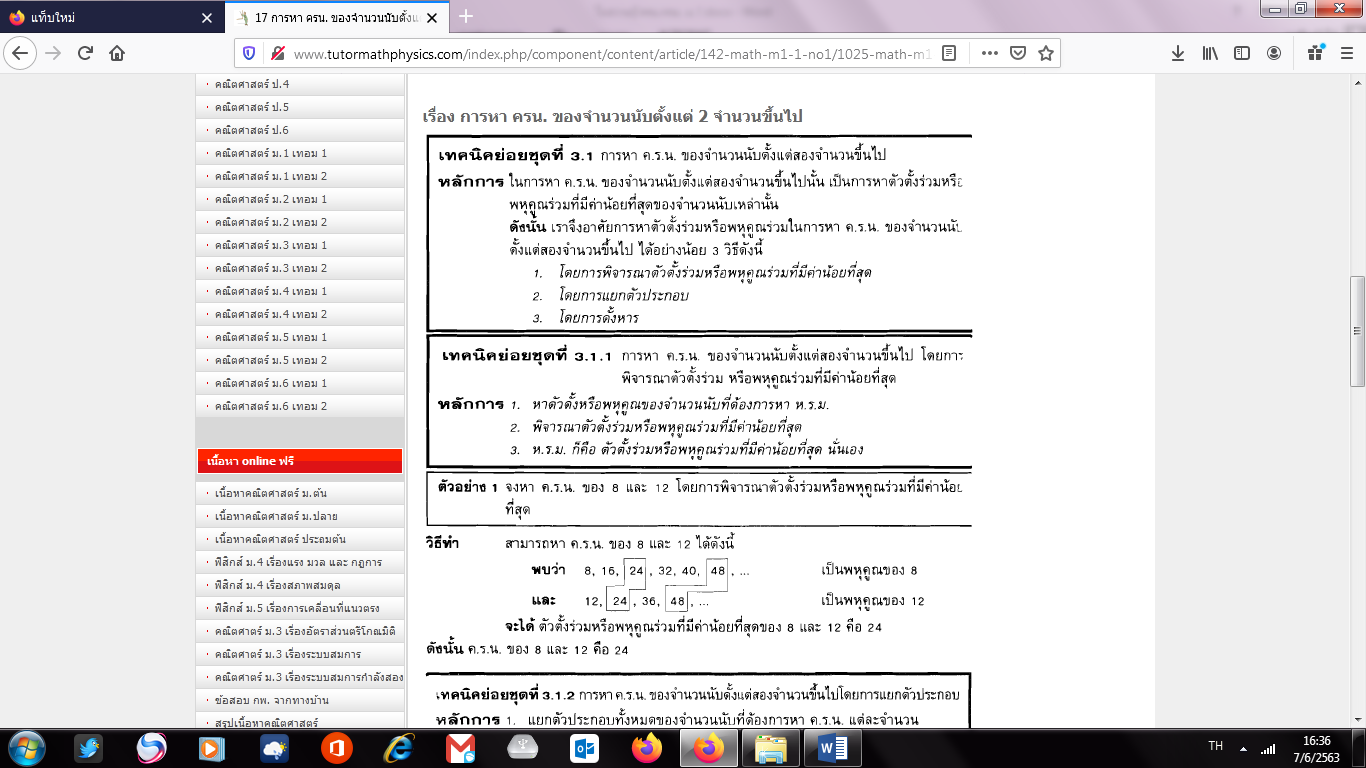 แท็บใหม่
17 การหา ครน. ของจำนวนนับตั้งแต่
www.tutormathphysics.com/index.php/component/content/article/142-math-m1-1-no1/1025-math-m1
คณิตศาสตร์ ป.4
คณิตศาสตร์ ป.5
คณิตศาสตร์ ป.6
คณิตศาสตร์ ม.1 เทอม 1
คณิตศาสตร์ ม.1 เทอม 2
คณิตศาสตร์ ม.2 เทอม 1
คณิตศาสตร์ ม.2 เทอม 2
คณิตศาสตร์ ม.3 เทอม 1
คณิตศาสตร์ ม.3 เทอม 2
คณิตศาสตร์ ม.4 เทอม 1
คณิตศาสตร์ ม.4 เทอม 2
คณิตศาสตร์ ม.5 เทอม 1
คณิตศาสตร์ ม.5 เทอม 2
คณิตศาสตร์ ม.6 เทอม 1
คณิตศาสตร์ ม.6 เทอม 2
เนื้อหา online ฟรี
เนื้อหาคณิตศาสตร์ ม.ต้น
เนื้อหาคณิตศาสตร์ ม.ปลาย
เนื้อหาคณิตศาสตร์ ประถมต้น
ฟิสิกส์ ม.4 เรื่องแรง มวล และ กฎการ
ฟิสิกส์ ม.4 เรื่องสภาพสมดุล
ฟิสิกส์ ม.5 เรื่องการเคลื่อนที่แนวตรง
คณิตศาตร์ ม.3 เรื่องอัตราส่วนตรีโกณมิติ
คณิตศาตร์ ม.3 เรื่องระบบสมการ
คณิตศาตร์ ม.3 เรื่องระบบสมการกำลังสอง
ข้อสอบ กพ. จากทางบ้าน
สรุปเนื้อหาคณิตศาสตร์
เรื่อง การหา ครน. ของจำนวนนับตั้งแต่ 2 จำนวนขึ้นไป
เทคนิคย่อยชุดที่ 3.1 การหา ค.ร.น. ของจำนวนนับตั้งแต่สองจำนวนขึ้นไป
หลักการ ในการหา ค.ร.น. ของจำนวนนับตั้งแต่สองจำนวนขึ้นไปนั้น เป็นการหาตัวตั้งร่วมหรือ
พหุคูณร่วมที่มีค่าน้อยที่สุดของจำนวนนับเหล่านั้น
ดังนั้น เราจึงอาศัยการหาตัวตั้งร่วมหรือพหุคูณร่วมในการหา ค.ร.น. ของจำนวนนับ
ตั้งแต่สองจำนวนขึ้นไป ได้อย่างน้อย 3 วิธีดังนี้
1. โดยการพิจารณาตัวตั้งร่วมหรือพหุคูณร่วมที่มีค่าน้อยที่สุด
2. โดยการแยกตัวประกอบ
3. โดยการตั้งหาร
เทคนิคย่อยชุดที่ 3.1.1 การหา ค.ร.น. ของจำนวนนับตั้งแต่สองจำนวนขึ้นไป โดยการ
พิจารณาตัวตั้งร่วม หรือพหุคูณร่วมที่มีค่าน้อยที่สุด
หลักการ 1. หาตัวตั้งหรือพหุคูณของจำนวนนับที่ต้องการหา ห.ร.ม.
2. พิจารณาตัวตั้งร่วมหรือพหุคูณร่วมที่มีค่าน้อยที่สุด
3. ห.ร.ม. ก็คือ ตัวตั้งร่วมหรือพหุคูณร่วมที่มีค่าน้อยที่สุด นั่นเอง
ตัวอย่าง 1 จงหา ค.ร.น. ของ 8 และ 12 โดยการพิจารณาตัวตั้งร่วมหรือพหุคูณร่วมที่มีค่าน้อย
ที่สุด
วิธีทำ สามารถหา ค.ร.น. ของ 8 และ 12 ได้ดังนี้
พบว่า 8, 16, 24, 32, 40, 48, ... เป็นพหุคูณของ 8
และ 12, 24, 36, 48, ... เป็นพหุคูณของ 12
จะได้ ตัวตั้งร่วมหรือพหุคูณร่วมที่มีค่าน้อยที่สุดของ 8 และ 12 คือ 24
ดังนั้น ค.ร.น. ของ 8 และ 12 คือ 24
เทคนิคย่อยชุดที่ 3.1.2 การหา ค.ร.น. ของจำนวนนับตั้งแต่สองจำนวนขึ้นไปโดยการแยกตัวประกอบ
หลักการ 1. แยกตัวประกอบทั้งหมดของจำนวนนับที่ต้องการหา ค.ร.น. แต่ละจำนวน
TH
16:36
7/6/2563